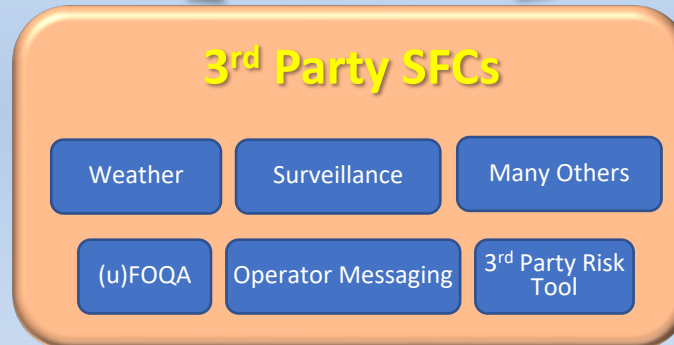 3rd Party SFCs
Weather
Surveillance
Many Others
(u)FOQA
Operator Messaging
3rd Party Risk
Tool